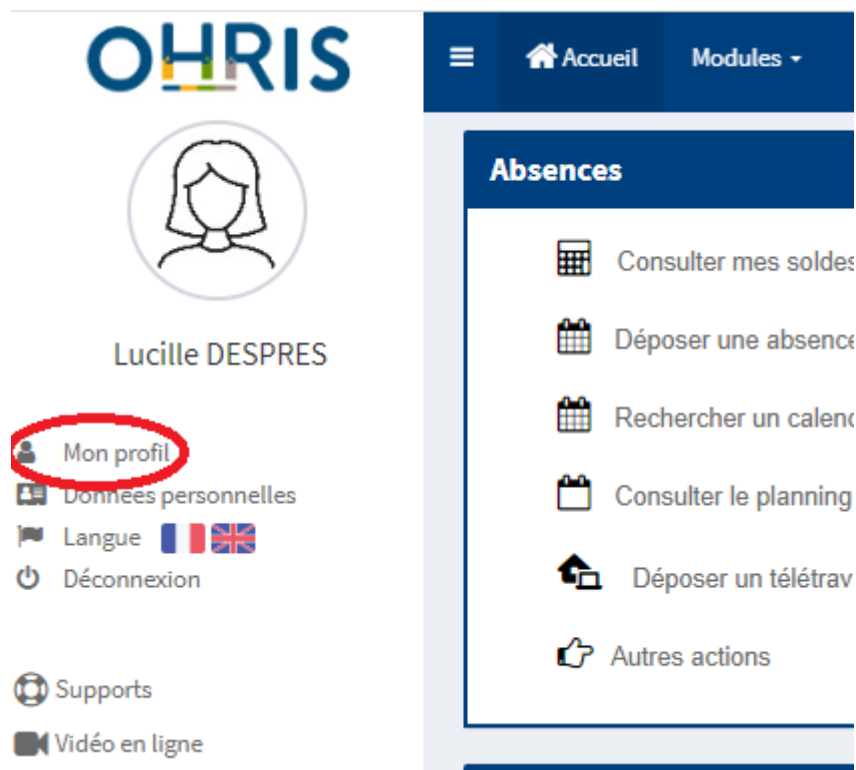 OHRIS
Accueil
Modules
Absences
Consulter mes soldes
Déposer une absence
Rechercher un calend
Lucille DESPRES
Mon profil
Données personnelles
Consulter le planning
Langue
Déconnexion
Déposer un télétrav
Autres actions
Supports
Vidéo en ligne